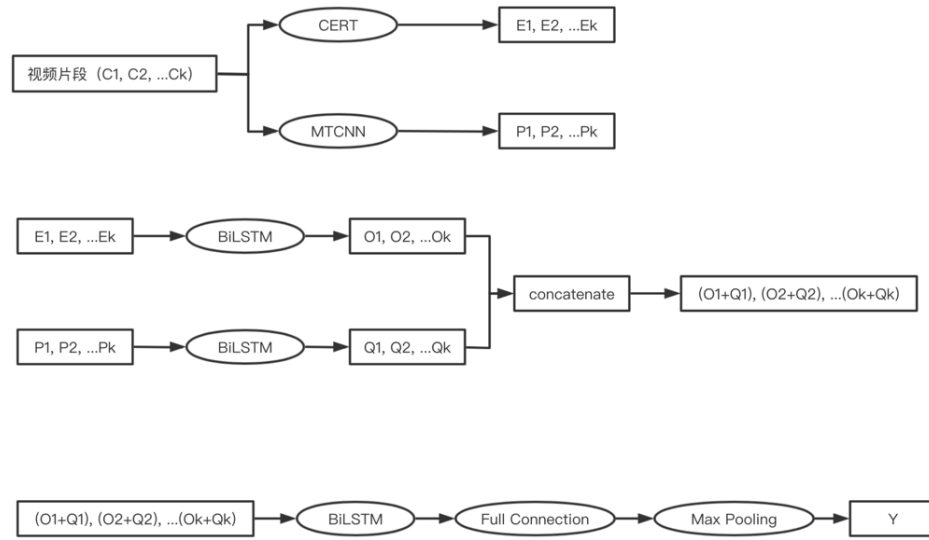 CERT
E1, E2, ...Ek
视频片段（C1, C2, ...Ck）
MTCNN
P1, P2, ...Pk
E1, E2, ...Ek
BiLSTM
O1, O2, ...Ok
concatenate
(O1+Q1), (O2+Q2), ...(Ok+Qk)
P1, P2, ...Pk
BiLSTM
Q1, Q2, ...Qk
(O1+Q1), (O2+Q2), ...(Ok+Qk)
BiLSTM
Full Connection
Max Pooling
Y